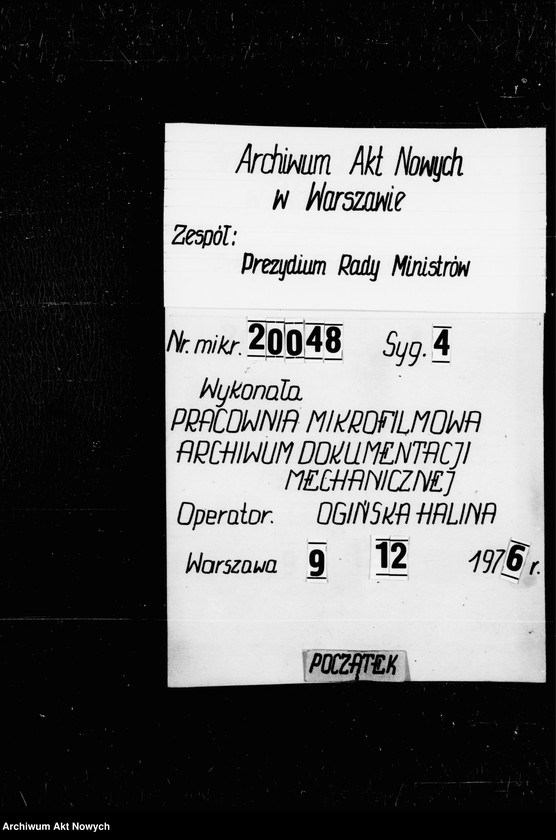 Archiwum Akt Nowych
w Warszawie
Zespół:
Prezydium Rady Ministrów
Nr. mikr. 20048 Syg. 4
Wykonała
PRACOWNIA MIKROFILMOWA
ARCHIWUM DOKUMENTACJI
MECHANICZNEJ
Operator. OGIŃSKA HALINA
Warszawa 9 12 1976 r.
POCZĄTEK
Archiwum Akt Nowych